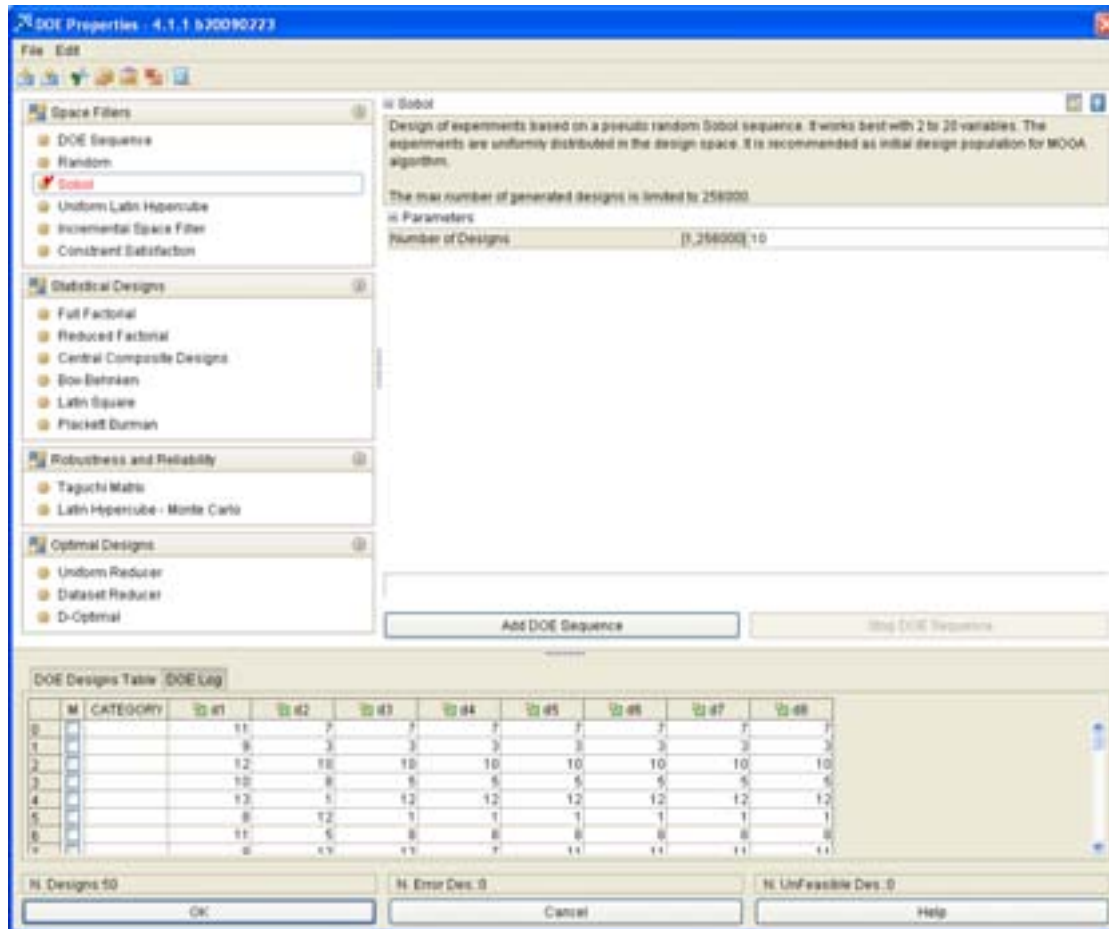 DOE Properties - 4.1.1 b20090223
File Edit
Space Fillers
DOE Sequence
Random
Sobol
Uniform Latin Hypercube
Incremental Space Filler
Constraint Satisfaction
Statistical Designs
Full Factorial
Reduced Factorial
Central Composite Designs
Box-Behnken
Latin Square
Plackett Burman
Robustness and Reliability
Taguchi Matrix
Latin Hypercube - Monte Carlo
Optimal Designs
Uniform Reducer
Dataset Reducer
D-Optimal
Sobol
Design of experiments based on a pseudo random Sobol sequence. It works best with 2 to 20 variables. The
experiments are uniformly distributed in the design space. It is recommended as initial design population for MOGA
algorithm.
The max number of generated designs is limited to 256000.
Parameters
Number of Designs [1,256000] 10
Add DOE Sequence
Stop DOE Sequence
DOE Designs Table DOE Log
M CATEGORY d1 d2 d3 d4 d5 d6 d7 d8
0 11 7 7 7 7 7 7 7
1 9 3 3 3 3 3 3 3
2 12 10 10 10 10 10 10 10
3 10 8 5 5 5 5 5 5
4 13 1 12 12 12 12 12 12
5 8 12 1 1 1 1 1 1
6 11 5 8 8 8 8 8 8
N. Designs:50
N. Error Des.:0
N. UnFeasible Des.:0
OK
Cancel
Help